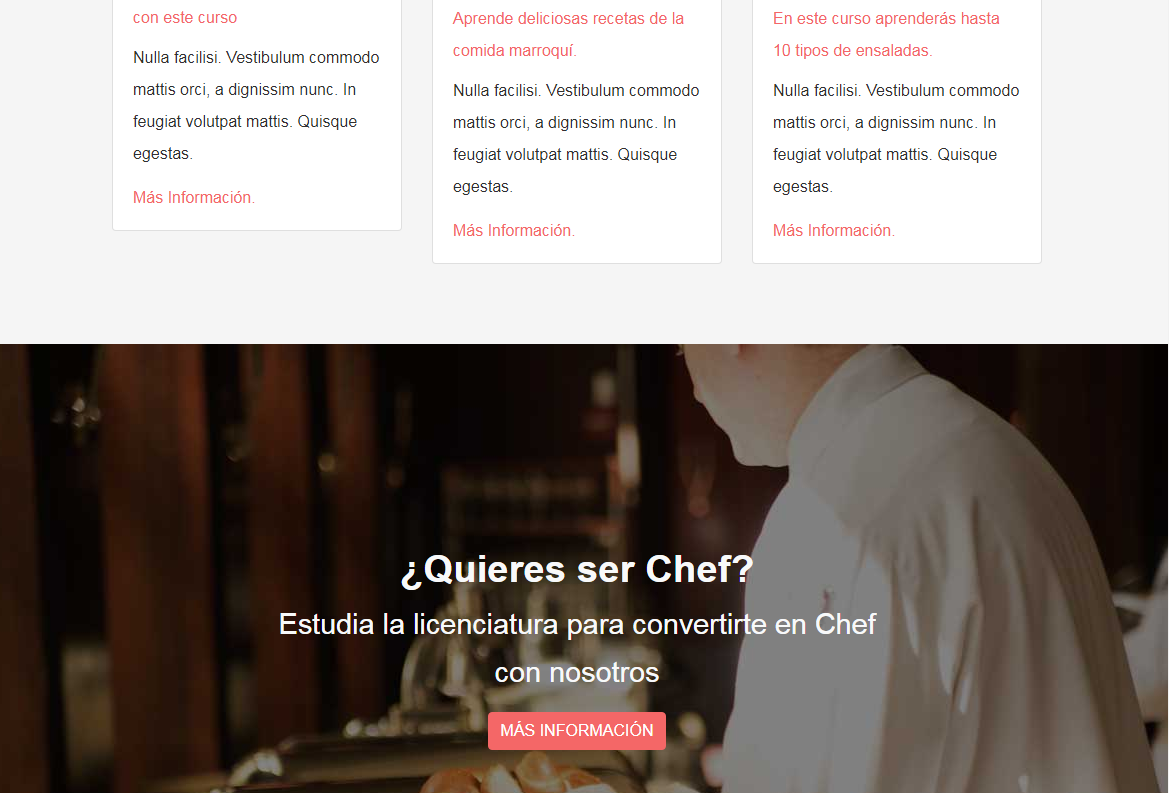 con este curso
Nulla facilisi. Vestibulum commodo
mattis orci, a dignissim nunc. In
feugiat volutpat mattis. Quisque
egestas.
Más Información.
Aprende deliciosas recetas de la
comida marroquí.
Nulla facilisi. Vestibulum commodo
mattis orci, a dignissim nunc. In
feugiat volutpat mattis. Quisque
egestas.
Más Información.
En este curso aprenderás hasta
10 tipos de ensaladas.
Nulla facilisi. Vestibulum commodo
mattis orci, a dignissim nunc. In
feugiat volutpat mattis. Quisque
egestas.
Más Información.
¿Quieres ser Chef?
Estudia la licenciatura para convertirte en Chef
con nosotros
MÁS INFORMACIÓN